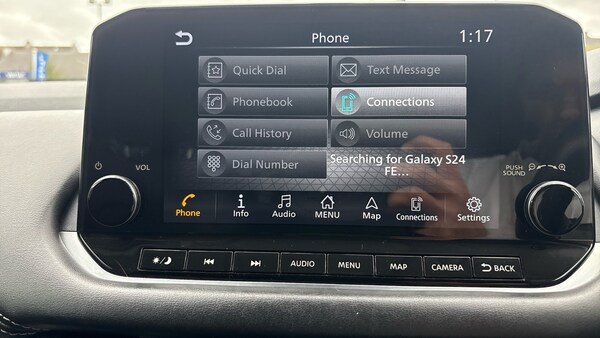 Phone
1:17
Quick Dial
Text Message
Phonebook
Connections
Call History
Volume
Dial Number
Searching for Galaxy S24
FE...
VOL
PUSH
SOUND
Phone
Info
Audio
MENU
Map
Connections
Settings
AUDIO
MENU
MAP
CAMERA
BACK